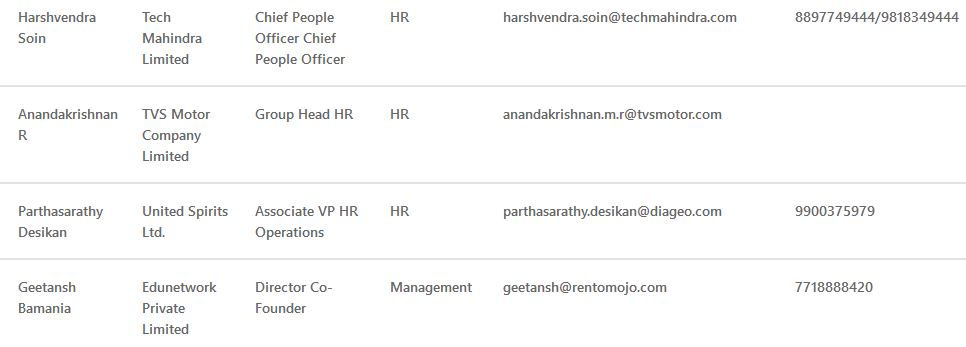 Harshvendra Soin Tech Mahindra Limited Chief People Officer Chief People Officer HR harshvendra.soin@techmahindra.com 8897749444/9818349444
Anandakrishnan R TVS Motor Company Limited Group Head HR HR anandakrishnan.m.r@tvsmotor.com
Parthasarathy Desikan United Spirits Ltd. Associate VP HR Operations HR parthasarathy.desikan@diageo.com 9900375979
Geetansh Bamania Edunetwork Private Limited Director Co-Founder Management geetansh@rentomojo.com 7718888420